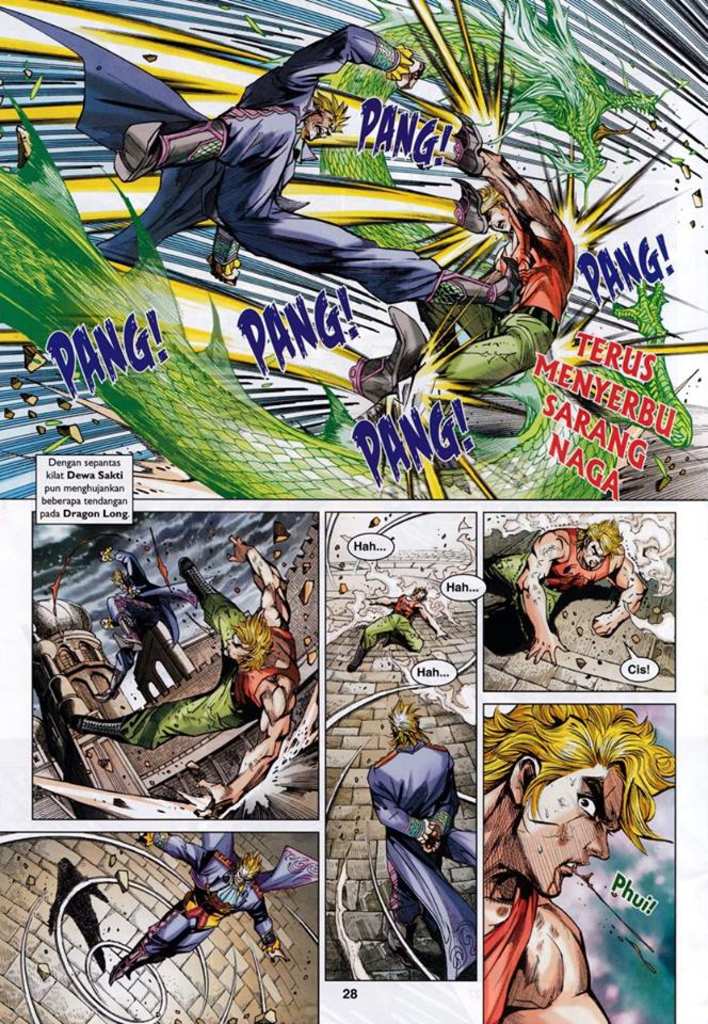 PANG!
PANG!
PANG!
PANG!
PANG!
TERUS
MENYERBU
SARANG
NAGA
Dengan sepantas
kilat Dewa Sakti
pun menghujankan
beberapa tendangan
pada Dragon Long.
Hah...
Hah...
Hah...
Cis!
Phui!
28